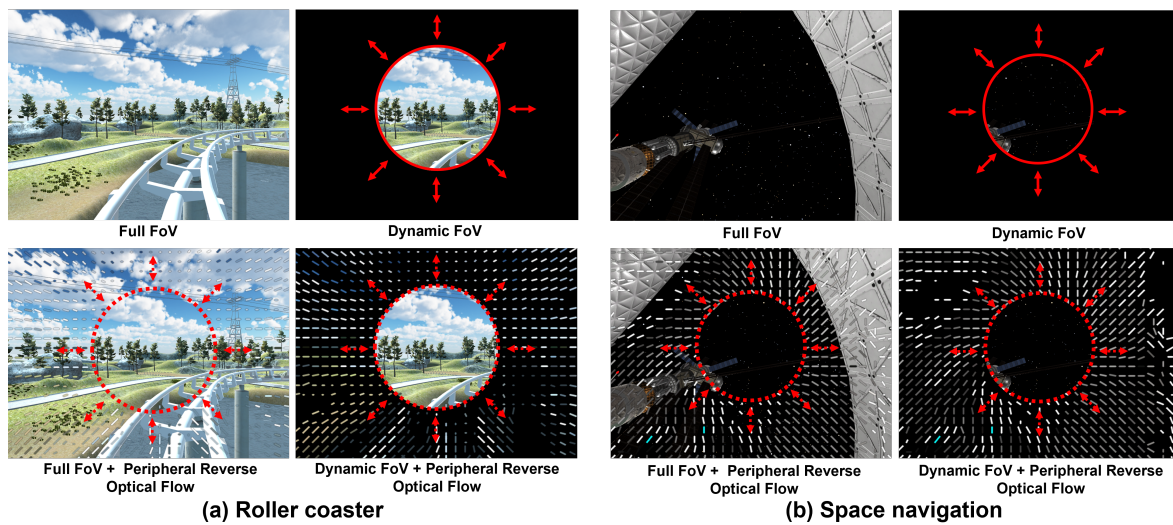 Full FoV
Dynamic FoV
Full FoV
Dynamic FoV
Full FoV +  Peripheral Reverse
Optical Flow
Dynamic FoV + Peripheral Reverse
Optical Flow
Full FoV +  Peripheral Reverse
Optical Flow
Dynamic FoV + Peripheral Reverse
Optical Flow
(a) Roller coaster
(b) Space navigation